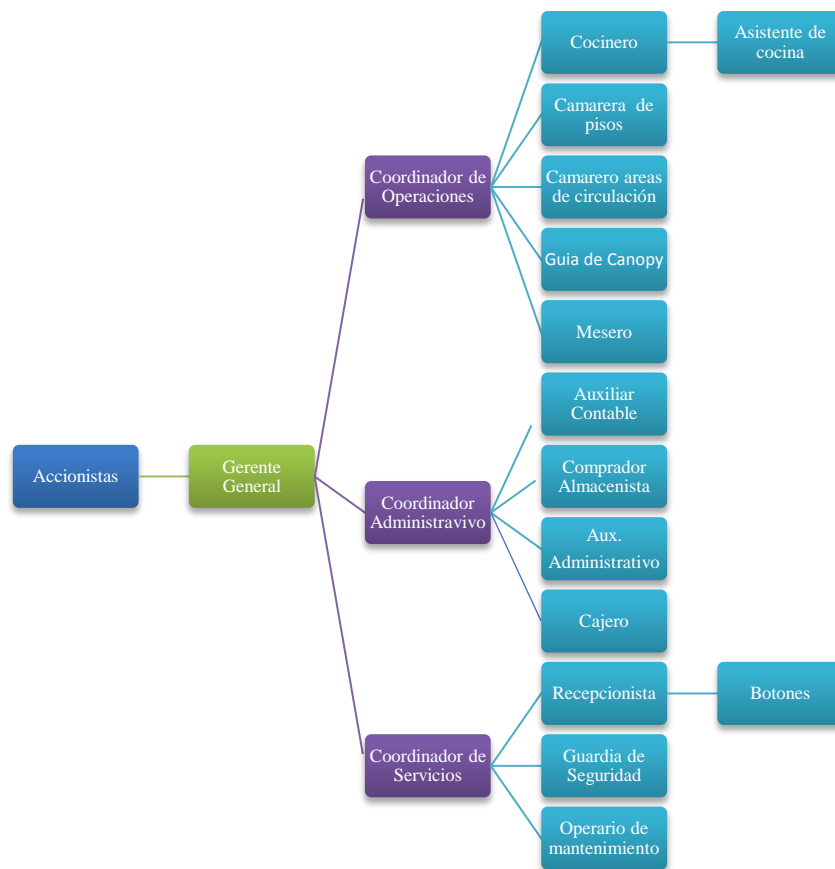 Cocinero
Asistente de
cocina
Camarera de
pisos
Coordinador de
Operaciones
Camarero areas
de circulación
Guia de Canopy
Mesero
Auxiliar
Contable
Accionistas
Gerente
General
Comprador
Almacenista
Coordinador
Administravivo
Aux.
Administrativo
Cajero
Recepcionista
Botones
Coordinador de
Servicios
Guardia de
Seguridad
Operario de
mantenimiento